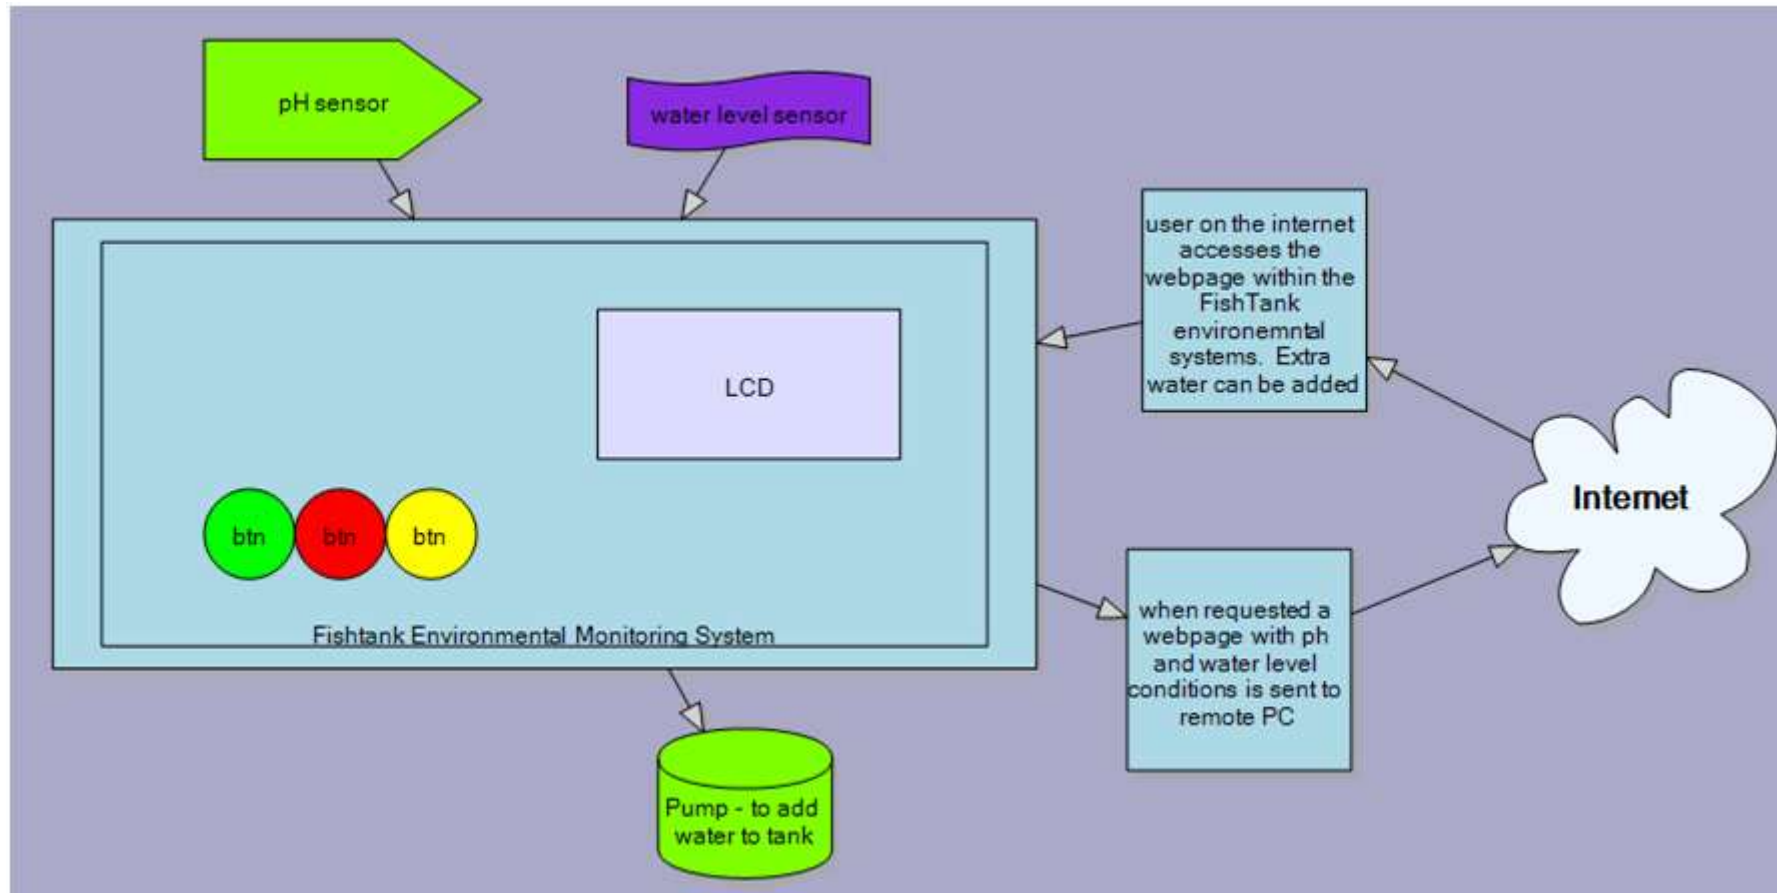 pH sensor
water level sensor
user on the internet
accesses the
webpage within the
FishTank
environemntal
systems.  Extra
water can be added
LCD
Internet
btn
btn
btn
Fishtank Environmental Monitoring System
when requested a
webpage with ph
and water level
conditions is sent to
remote PC
Pump - to add
water to tank